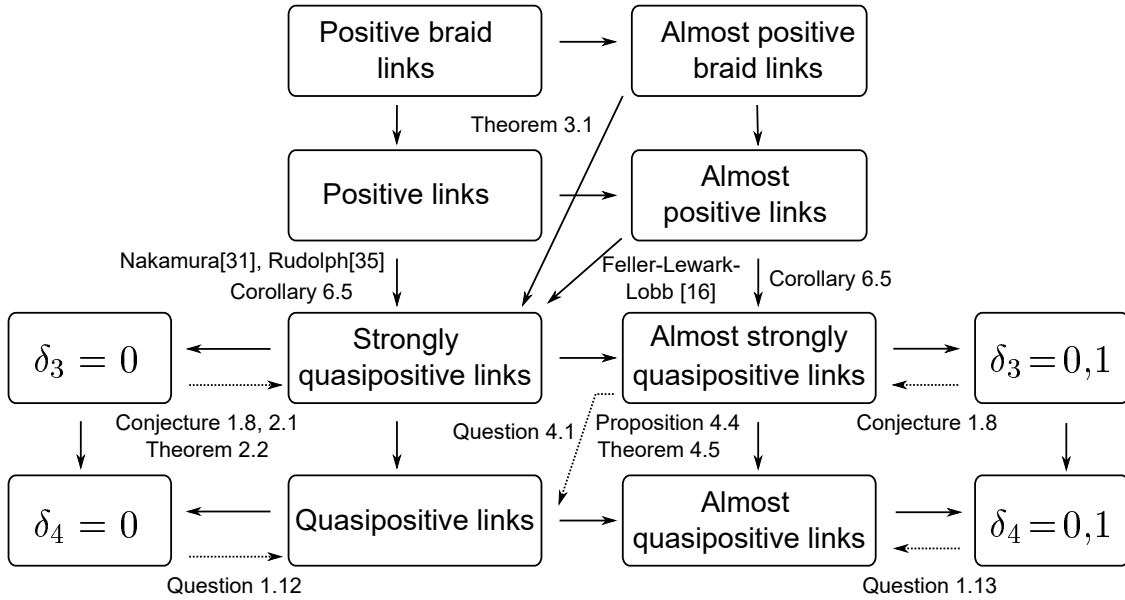 Positive braid
links
Almost positive
braid links
Theorem 3.1
Positive links
Almost
positive links
Nakamura[31], Rudolph[35]
Corollary 6.5
Feller-Lewark-
Lobb [16]
Corollary 6.5
δ₃ = 0
Strongly
quasipositive links
Almost strongly
quasipositive links
δ₃ = 0,1
Conjecture 1.8, 2.1
Theorem 2.2
Question 4.1
Proposition 4.4
Theorem 4.5
Conjecture 1.8
δ₄ = 0
Quasipositive links
Almost
quasipositive links
δ₄ = 0,1
Question 1.12
Question 1.13